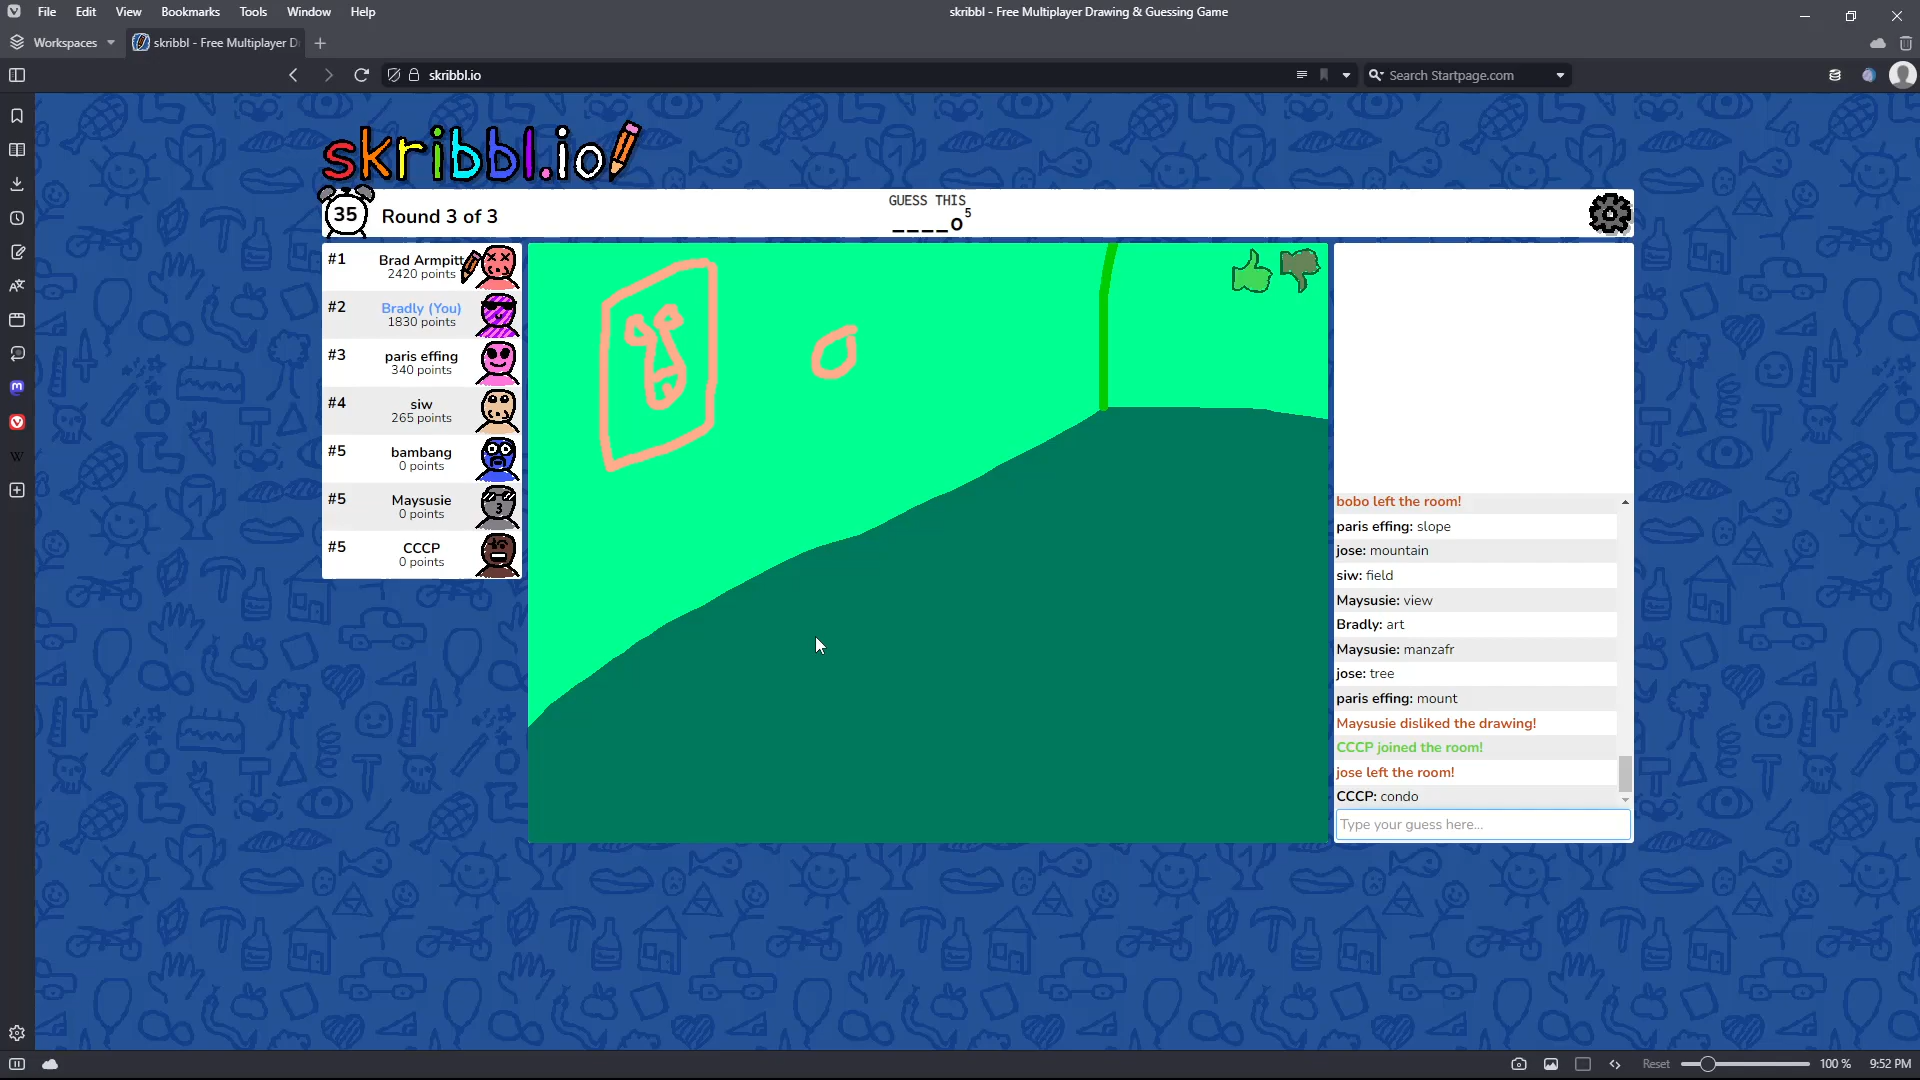 File Edit View Bookmarks Tools Window Help
skribbl - Free Multiplayer Drawing & Guessing Game
Workspaces
skribbl - Free Multiplayer D
skribbl.io
Search Startpage.com
skribbl.io
35
Round 3 of 3
GUESS THIS
____o5
#1
Brad Armpitt
2420 points
#2
Bradly (You)
1830 points
#3
paris effing
340 points
#4
siw
265 points
#5
bambang
0 points
#5
Maysusie
0 points
#5
CCCP
0 points
bobo left the room!
paris effing: slope
jose: mountain
siw: field
Maysusie: view
Bradly: art
Maysusie: manzafr
jose: tree
paris effing: mount
Maysusie disliked the drawing!
CCCP joined the room!
jose left the room!
CCCP: condo
Type your guess here...
Reset
100 %
9:52 PM